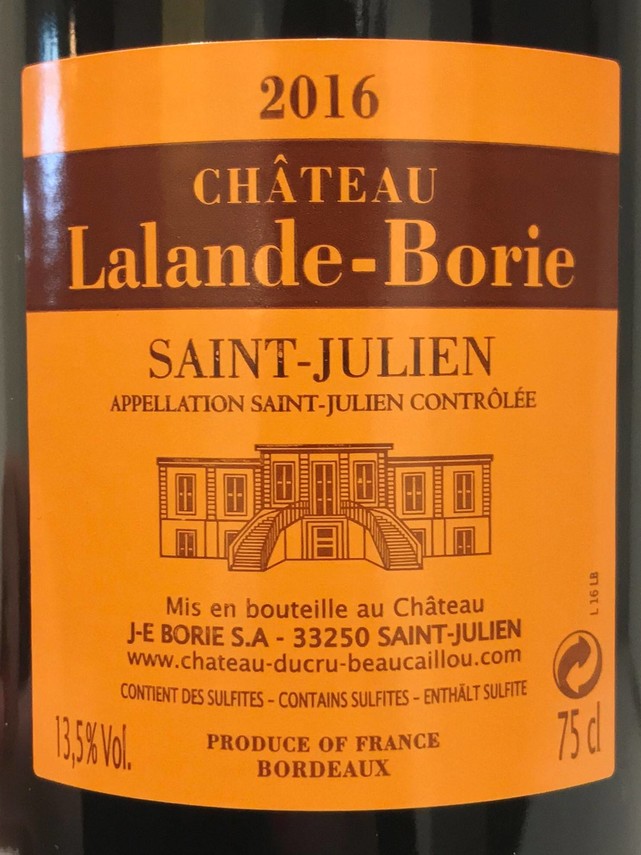 2016
CHÂTEAU
Lalande-Borie
SAINT-JULIEN
APPELLATION SAINT-JULIEN CONTRÔLÉE
Mis en bouteille au Château
J-E BORIE S.A - 33250 SAINT-JULIEN
www.chateau-ducru-beaucaillou.com
CONTIENT DES SULFITES - CONTAINS SULFITES - ENTHÄLT SULFITE
L 16 LB
13,5% Vol.
PRODUCE OF FRANCE
BORDEAUX
75 cl